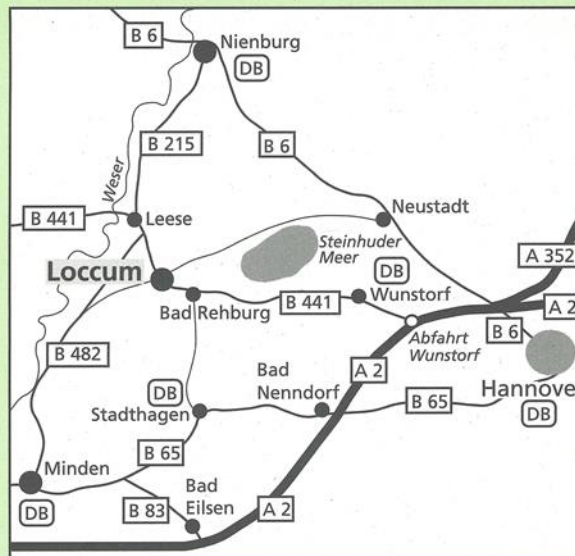 B 6
Nienburg
DB
B 215
B 6
Weser
B 441
Leese
Neustadt
Steinhuder
Meer
A 352
Loccum
DB
Wunstorf
Bad Rehburg
B 441
A 2
B 6
Abfahrt
Wunstorf
B 482
A 2
Bad
Nenndorf
Hannove
DB
Stadthagen
B 65
DB
B 65
Minden
Bad
Eilsen
A 2
B 83
DB